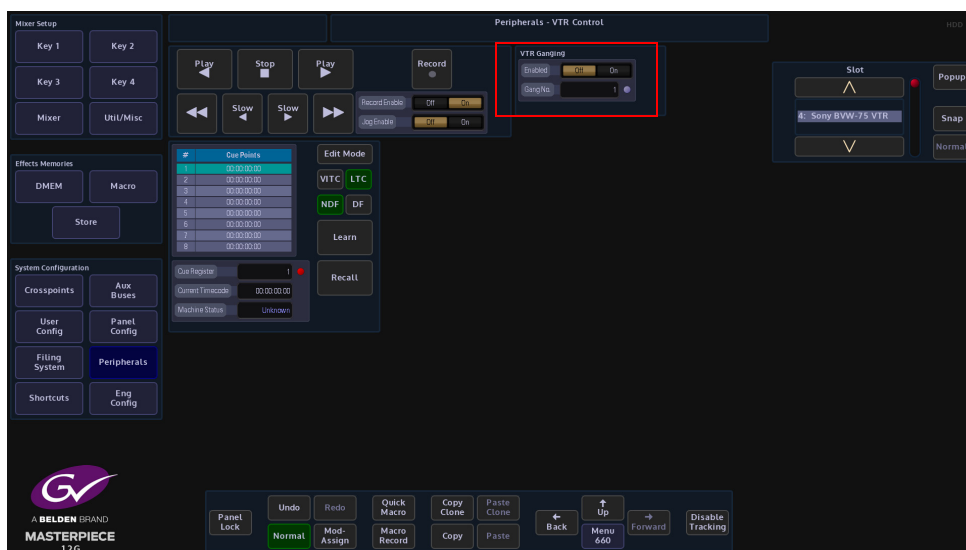 Mixer Setup
Key 1
Key 2
Key 3
Key 4
Mixer
Util/Misc
Effects Memories
DMEM
Macro
Store
System Configuration
Crosspoints
Aux
Buses
User
Config
Panel
Config
Filing
System
Peripherals
Shortcuts
Eng
Config
Peripherals - VTR Control
HDD
Play
Stop
Play
Record
Slow
Slow
Record Enable Off On
Jog Enable Off On
VTR Ganging
Enabled Off On
Gang No. 1
Slot
4: Sony BVW-75 VTR
Popup
Snap
Normal
# Cue Points
1 00:00:00:00
2 00:00:00:00
3 00:00:00:00
4 00:00:00:00
5 00:00:00:00
6 00:00:00:00
7 00:00:00:00
8 00:00:00:00
Edit Mode
VITC LTC
NDF DF
Learn
Recall
Cue Register 1
Current Timecode 00:00:00:00
Machine Status Unknown
GV
A BELDEN BRAND
MASTERPIECE
12G
Panel
Lock
Undo
Redo
Normal
Mod-
Assign
Quick
Macro
Macro
Record
Copy
Clone
Paste
Clone
Copy
Paste
Back
Up
Menu
660
Forward
Disable
Tracking